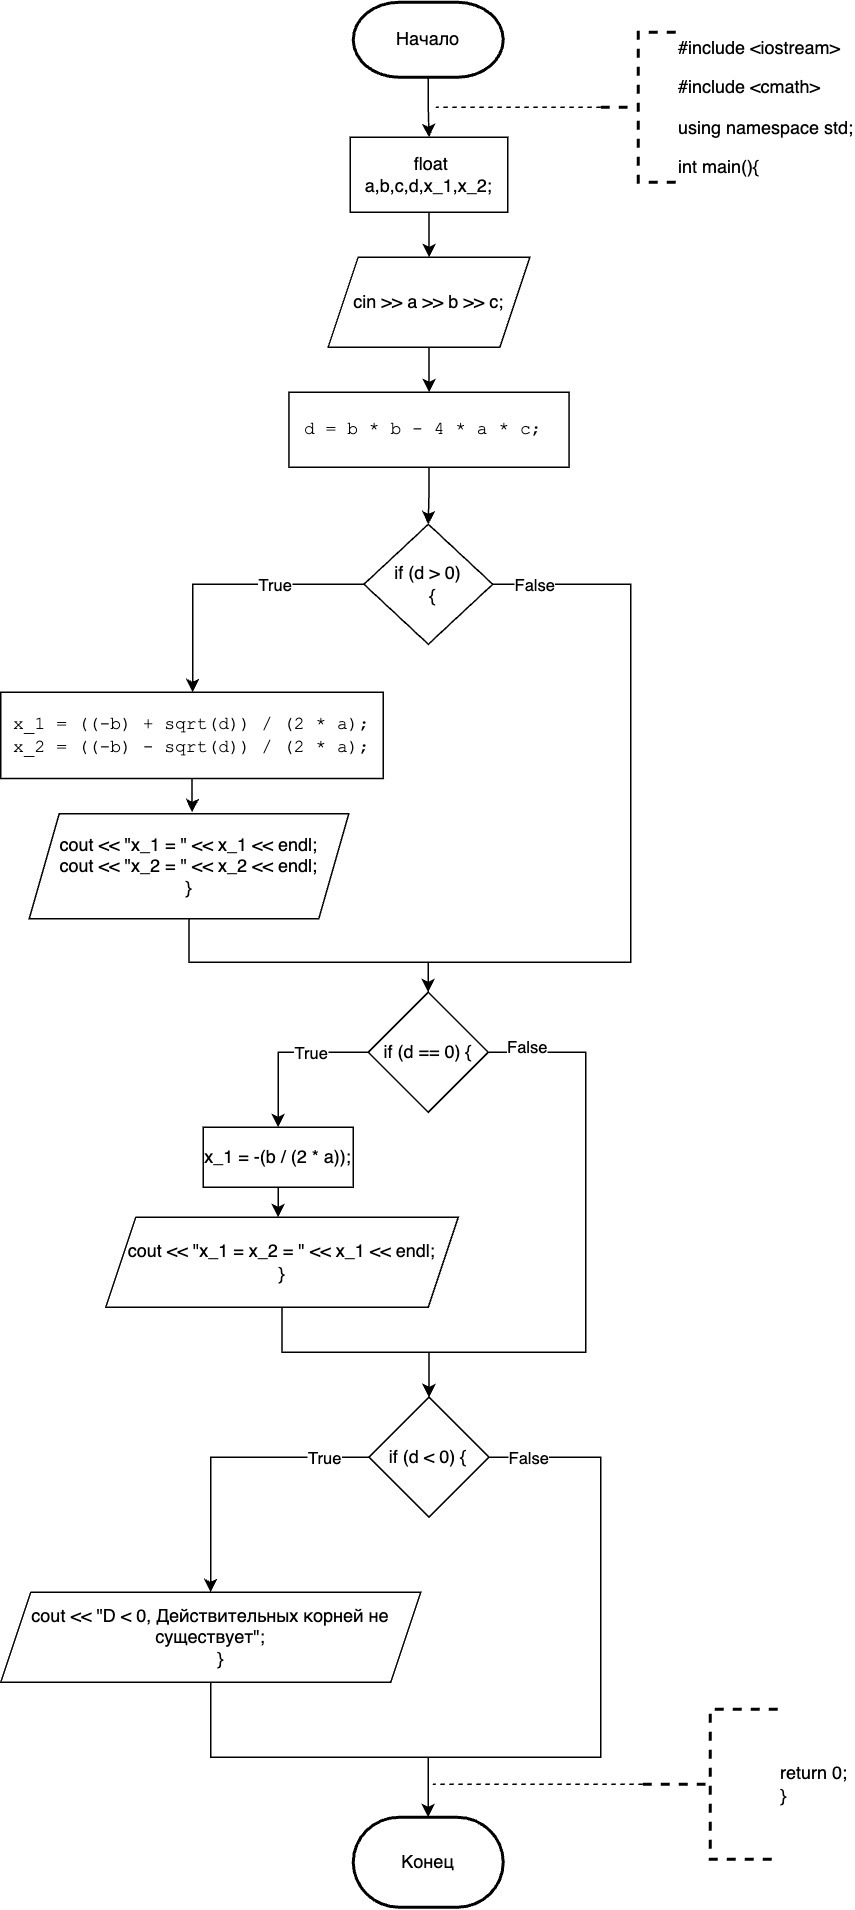 Начало
#include <iostream>
#include <cmath>
using namespace std;
int main(){
float
a,b,c,d,x_1,x_2;
cin >> a >> b >> c;
d = b * b - 4 * a * c;
if (d > 0)
{
True
False
x_1 = ((-b) + sqrt(d)) / (2 * a);
x_2 = ((-b) - sqrt(d)) / (2 * a);
cout << "x_1 = " << x_1 << endl;
cout << "x_2 = " << x_2 << endl;
}
if (d == 0) {
True
False
x_1 = -(b / (2 * a));
cout << "x_1 = x_2 = " << x_1 << endl;
}
if (d < 0) {
True
False
cout << "D < 0, Действительных корней не
существует";
}
return 0;
}
Конец